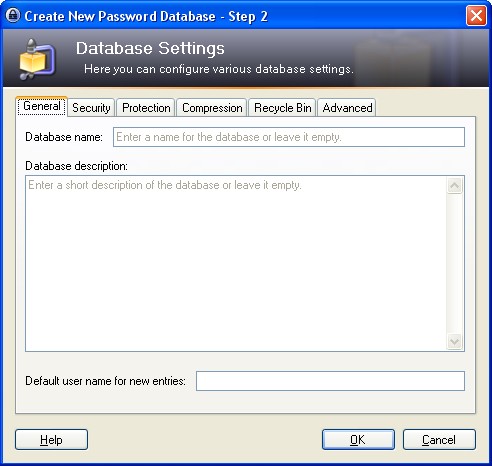 Create New Password Database - Step 2
Database Settings
Here you can configure various database settings.
General Security Protection Compression Recycle Bin Advanced
Database name: Enter a name for the database or leave it empty.
Database description:
Enter a short description of the database or leave it empty.
Default user name for new entries:
Help OK Cancel